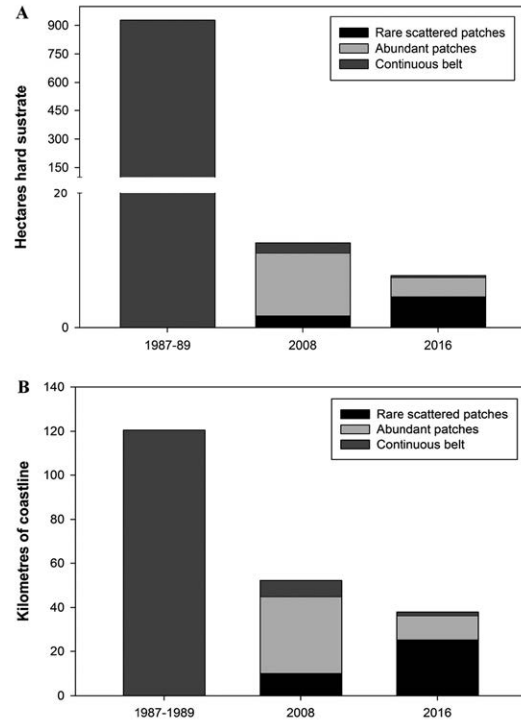 A
Hectares hard sustrate
900
750
600
450
300
150
20
0
Rare scattered patches
Abundant patches
Continuous belt
1987-89
2008
2016
B
Kilometres of coastline
140
120
100
80
60
40
20
0
Rare scattered patches
Abundant patches
Continuous belt
1987-1989
2008
2016